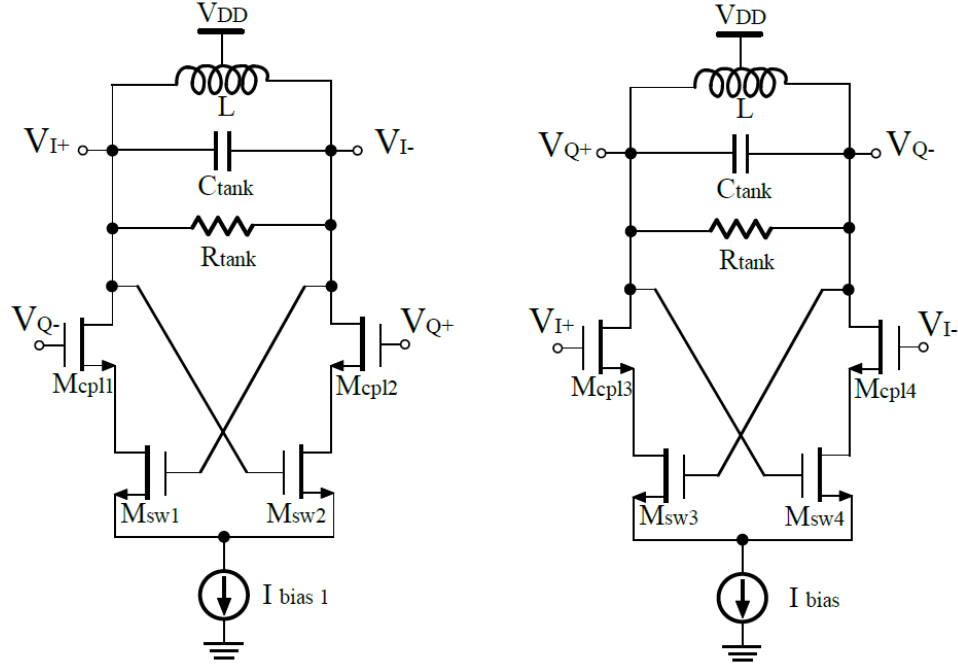 VDD
L
VI+
VI-
Ctank
Rtank
VQ-
VQ+
Mcpl1
Mcpl2
Msw1
Msw2
I bias 1
VDD
L
VQ+
VQ-
Ctank
Rtank
VI+
VI-
Mcpl3
Mcpl4
Msw3
Msw4
I bias